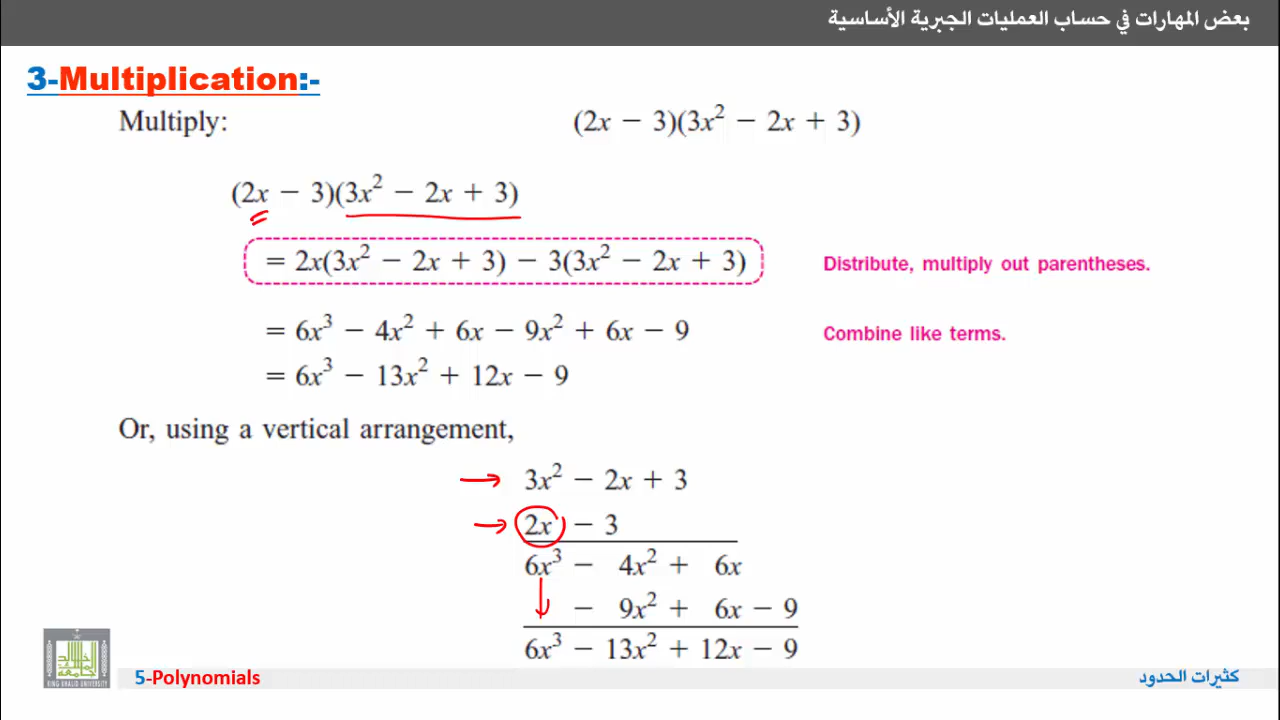 بعض المهارات في حساب العمليات الجبرية الأساسية
3-Multiplication:-
Multiply: (2x − 3)(3x² − 2x + 3)
(2x − 3)(3x² − 2x + 3)
= 2x(3x² − 2x + 3) − 3(3x² − 2x + 3) Distribute, multiply out parentheses.
= 6x³ − 4x² + 6x − 9x² + 6x − 9 Combine like terms.
= 6x³ − 13x² + 12x − 9
Or, using a vertical arrangement,
3x² − 2x + 3
2x − 3
6x³ − 4x² + 6x
− 9x² + 6x − 9
6x³ − 13x² + 12x − 9
KING KHALID UNIVERSITY
5-Polynomials كثيرات الحدود